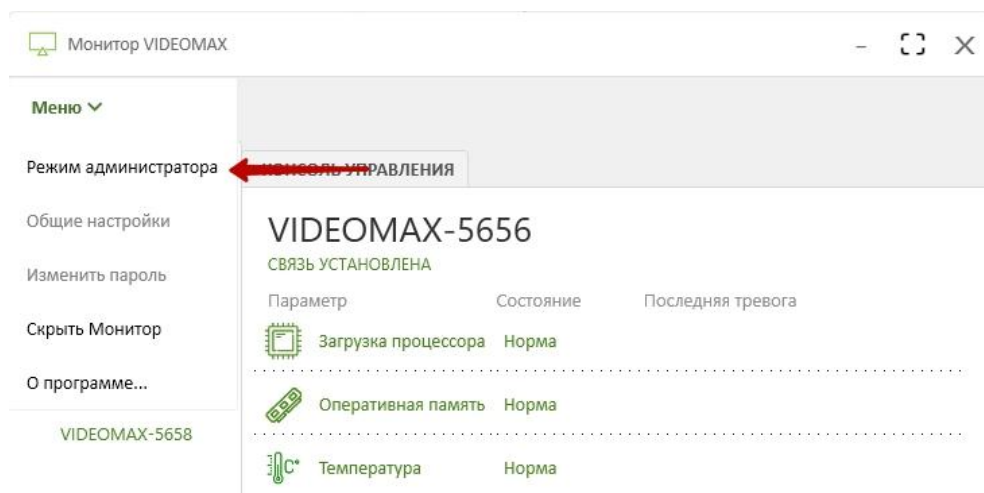 Монитор VIDEOMAX
Меню
Режим администратора
КОНСОЛЬ УПРАВЛЕНИЯ
Общие настройки
Изменить пароль
Скрыть Монитор
О программе...
VIDEOMAX-5658
VIDEOMAX-5656
СВЯЗЬ УСТАНОВЛЕНА
Параметр Состояние Последняя тревога
Загрузка процессора Норма
Оперативная память Норма
C° Температура Норма